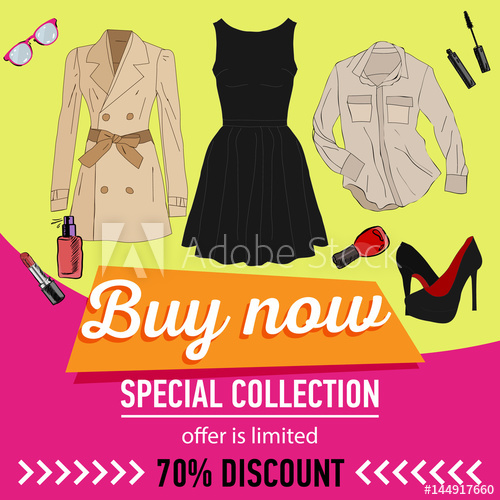 Adobe Stock
Buy now
SPECIAL COLLECTION
offer is limited
70% DISCOUNT
#144917660